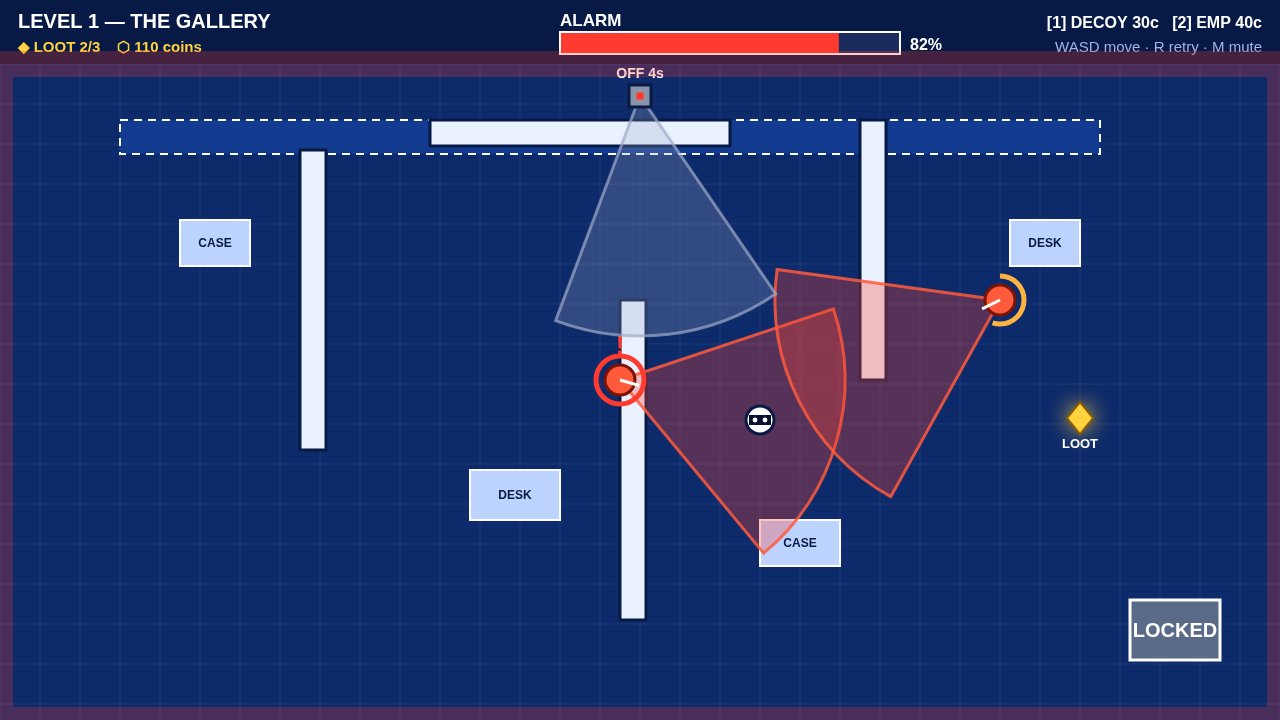 LEVEL 1 — THE GALLERY
◆ LOOT 2/3 ⬡ 110 coins
ALARM
82%
[1] DECOY 30c [2] EMP 40c
WASD move · R retry · M mute
OFF 4s
CASE
DESK
LOOT
DESK
CASE
LOCKED